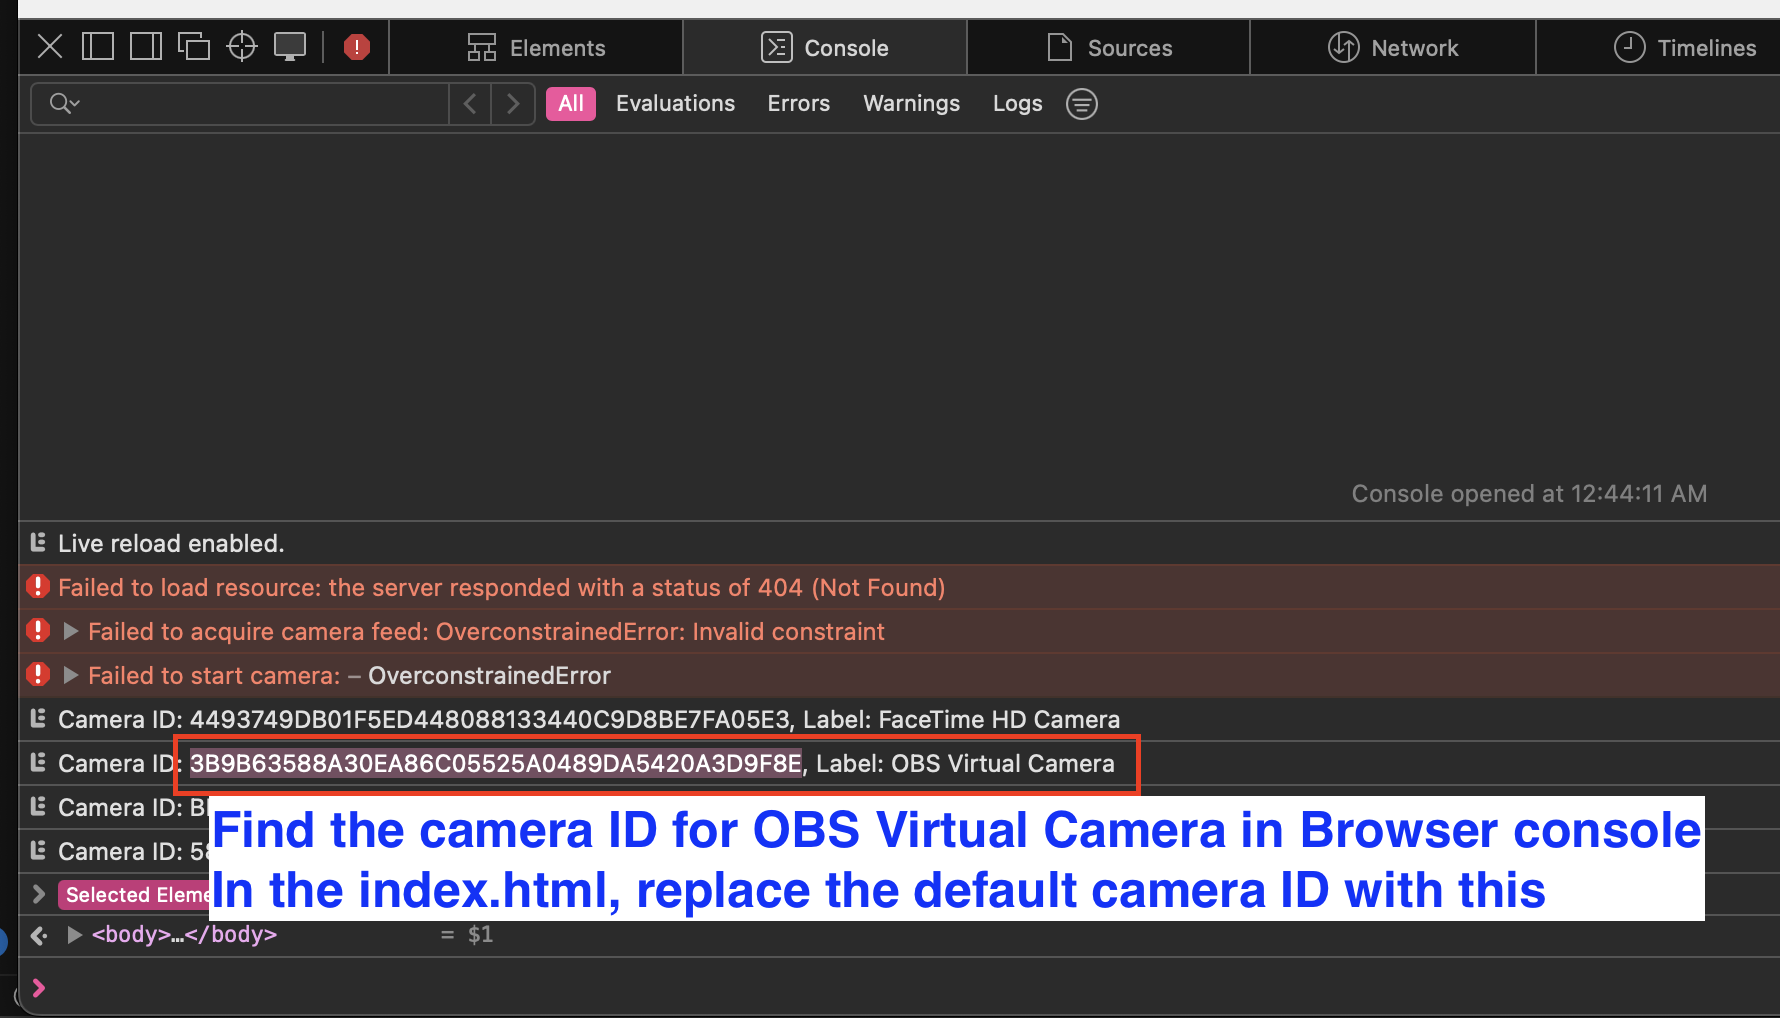 Elements
Console
Sources
Network
Timelines
All
Evaluations
Errors
Warnings
Logs
Console opened at 12:44:11 AM
Live reload enabled.
Failed to load resource: the server responded with a status of 404 (Not Found)
Failed to acquire camera feed: OverconstrainedError: Invalid constraint
Failed to start camera: – OverconstrainedError
Camera ID: 4493749DB01F5ED448088133440C9D8BE7FA05E3, Label: FaceTime HD Camera
Camera ID: 3B9B63588A30EA86C05525A0489DA5420A3D9F8E, Label: OBS Virtual Camera
Camera ID:
Find the camera ID for OBS Virtual Camera in Browser console
Camera ID: 58
In the index.html, replace the default camera ID with this
Selected Eleme
<body>…</body> = $1